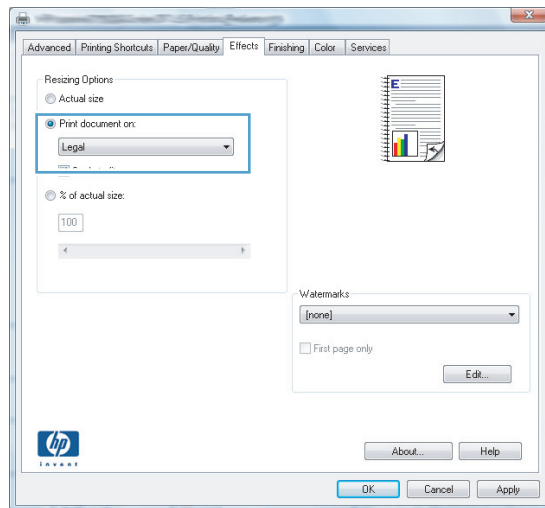 Advanced Printing Shortcuts Paper/Quality Effects Finishing Color Services
Resizing Options
Actual size
Print document on:
Legal
% of actual size:
100
E
Watermarks
[none]
First page only
Edit...
hp
invent
About... Help
OK Cancel Apply